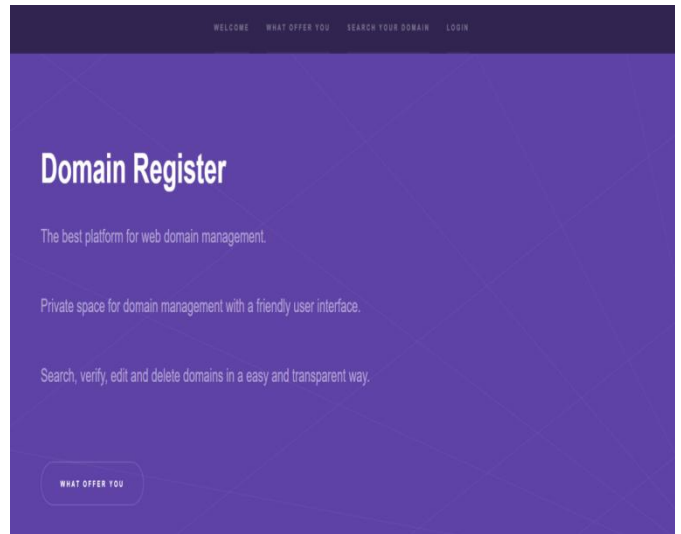 WELCOME WHAT OFFER YOU SEARCH YOUR DOMAIN LOGIN
Domain Register
The best platform for web domain management.
Private space for domain management with a friendly user interface.
Search, verify, edit and delete domains in a easy and transparent way.
WHAT OFFER YOU